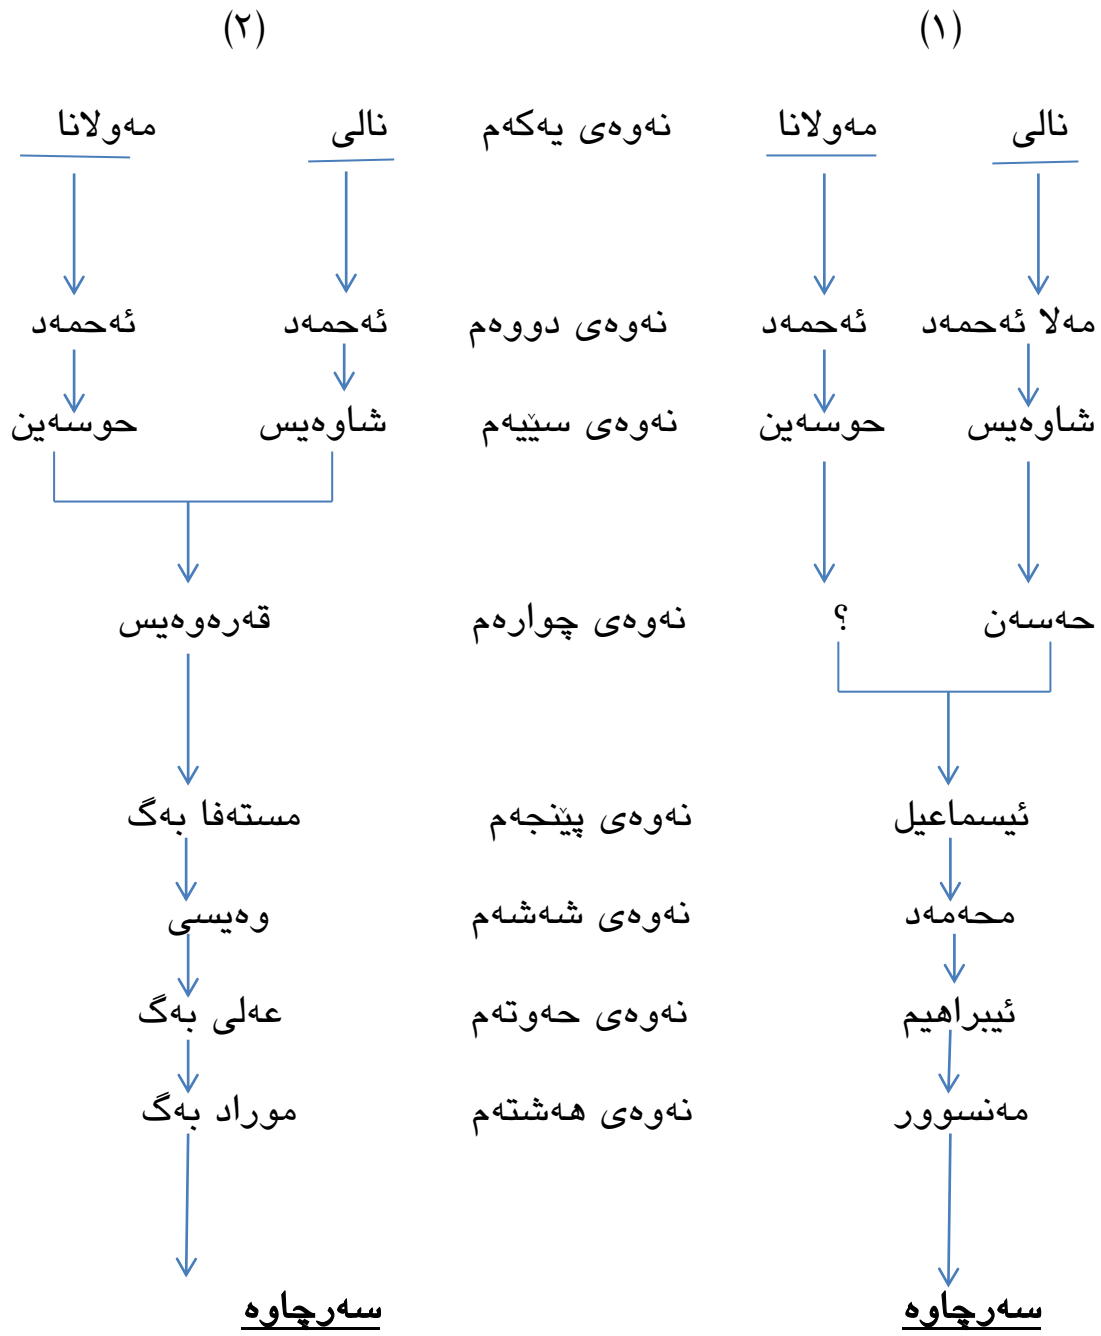 (١) (٢)
نالی مەولانا نەوەی یەکەم نالی مەولانا
مەلا ئەحمەد ئەحمەد نەوەی دووەم ئەحمەد ئەحمەد
شاوەیس حوسەین نەوەی سێیەم شاوەیس حوسەین
حەسەن ؟ نەوەی چوارەم قەرەوەیس
ئیسماعیل نەوەی پێنجەم مستەفا بەگ
محەمەد نەوەی شەشەم وەیسی
ئیبراهیم نەوەی حەوتەم عەلی بەگ
مەنسوور نەوەی هەشتەم موراد بەگ
سەرچاوە سەرچاوە